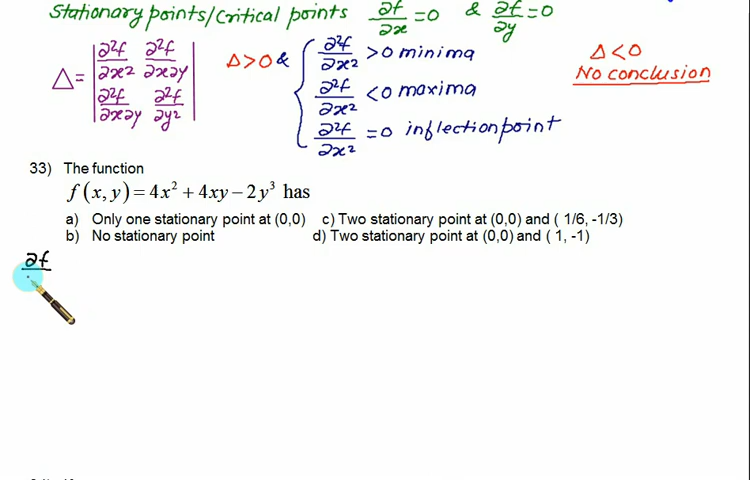 Stationary points/Critical points ∂f/∂x = 0 & ∂f/∂y = 0
Δ = | ∂²f/∂x² ∂²f/∂x∂y |
| ∂²f/∂x∂y ∂²f/∂y² |
Δ>0 & { ∂²f/∂x² >0 minima
∂²f/∂x² <0 maxima
∂²f/∂x² =0 inflection point
Δ<0
No conclusion
33) The function
f(x, y) = 4x² + 4xy − 2y³ has
a) Only one stationary point at (0,0) c) Two stationary point at (0,0) and ( 1/6, -1/3)
b) No stationary point d) Two stationary point at (0,0) and ( 1, -1)
∂f